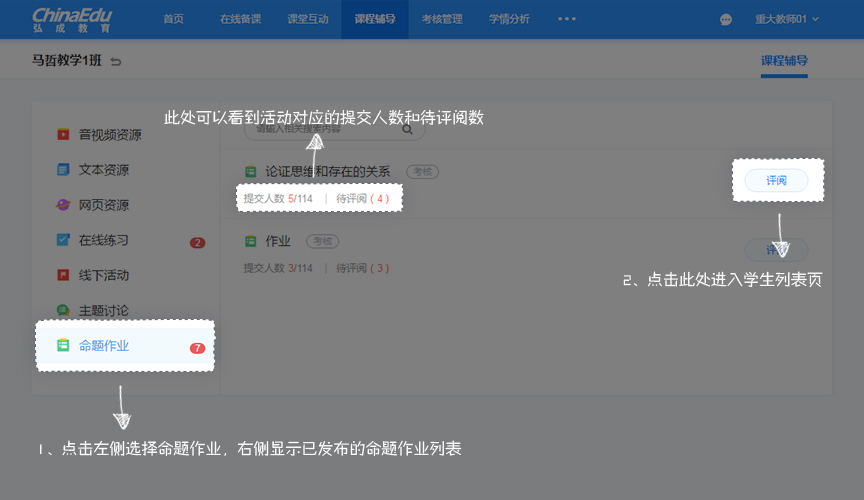 ChinaEdu
弘成教育
首页 在线备课 课堂互动 课程辅导 考核管理 学情分析 ••• 重大教师01
马哲教学1班 课程辅导
此处可以看到活动对应的提交人数和待评阅数
请输入相关搜索内容
音视频资源
文本资源
网页资源
在线练习 2
线下活动
主题讨论
命题作业 7
论证思维和存在的关系 考核
提交人数 5/114 | 待评阅 ( 4 )
评阅
作业 考核
提交人数 3/114 | 待评阅 ( 3 )
2、点击此处进入学生列表页
1、点击左侧选择命题作业，右侧显示已发布的命题作业列表